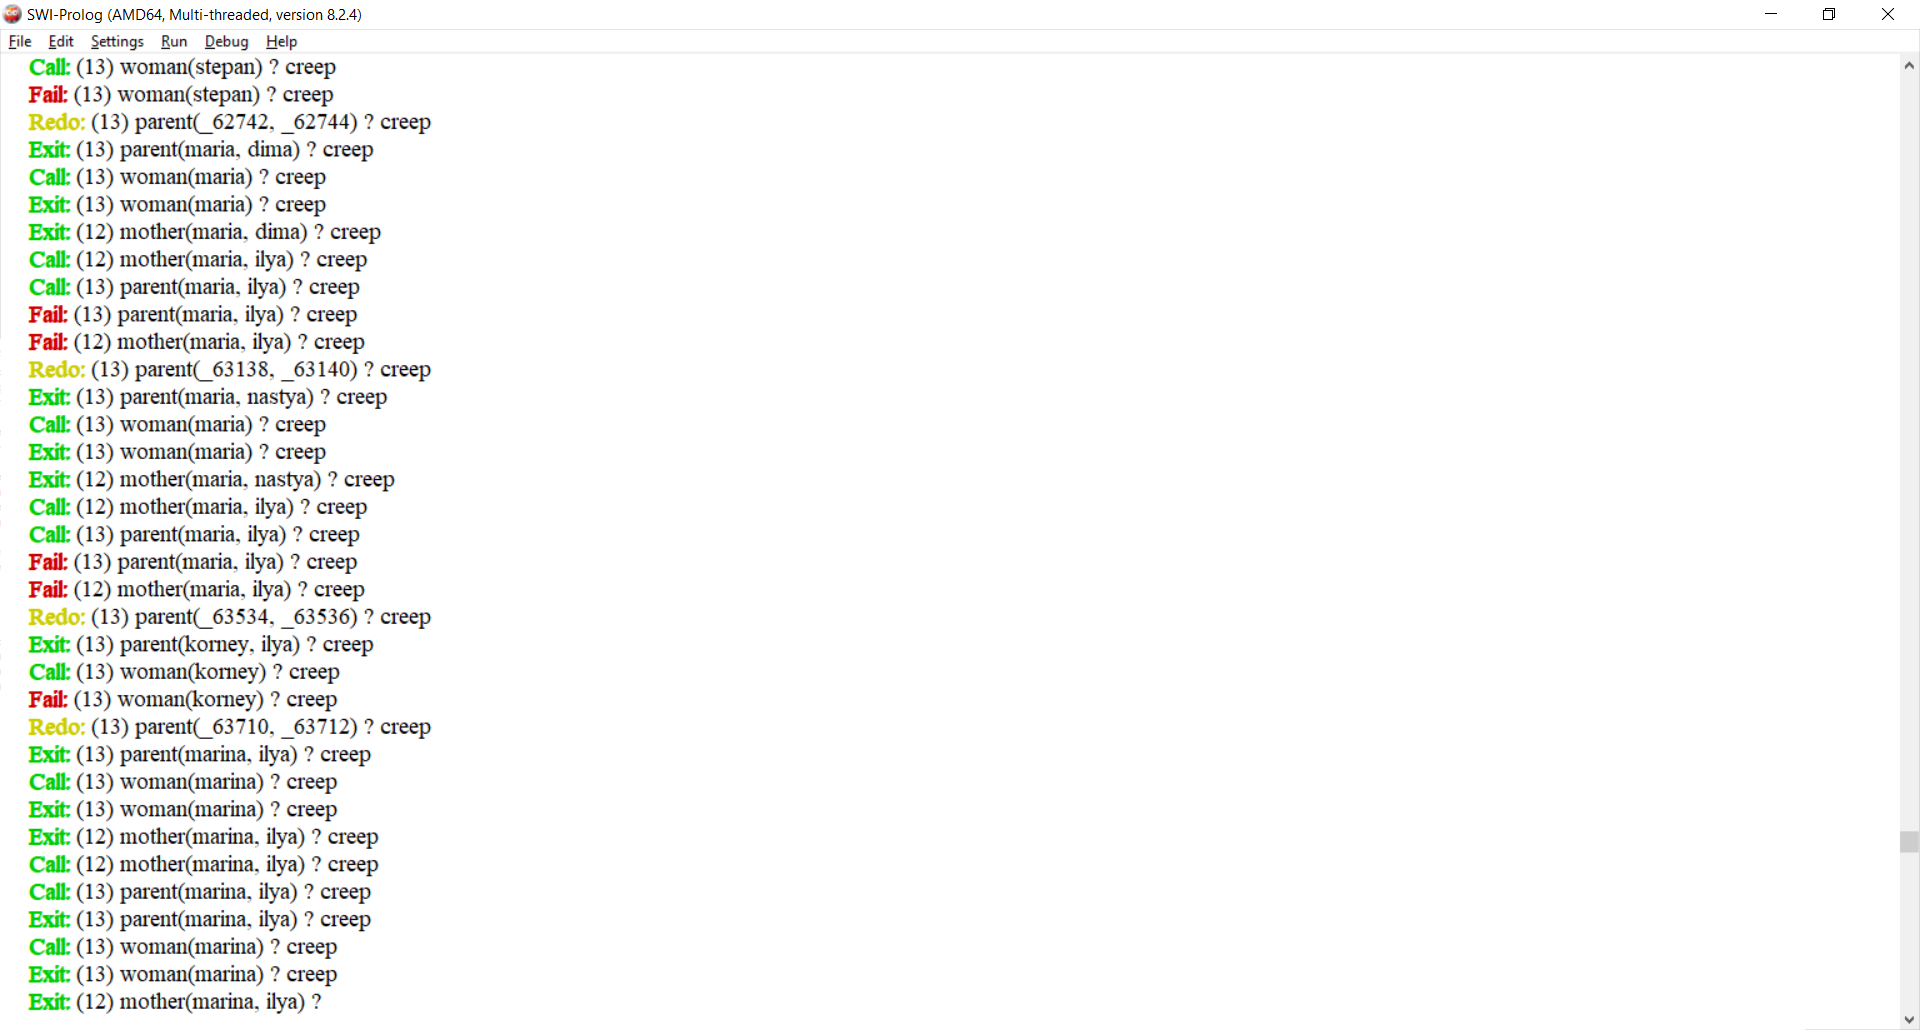 SWI-Prolog (AMD64, Multi-threaded, version 8.2.4)
File Edit Settings Run Debug Help
Call: (13) woman(stepan) ? creep
Fail: (13) woman(stepan) ? creep
Redo: (13) parent(_62742, _62744) ? creep
Exit: (13) parent(maria, dima) ? creep
Call: (13) woman(maria) ? creep
Exit: (13) woman(maria) ? creep
Exit: (12) mother(maria, dima) ? creep
Call: (12) mother(maria, ilya) ? creep
Call: (13) parent(maria, ilya) ? creep
Fail: (13) parent(maria, ilya) ? creep
Fail: (12) mother(maria, ilya) ? creep
Redo: (13) parent(_63138, _63140) ? creep
Exit: (13) parent(maria, nastya) ? creep
Call: (13) woman(maria) ? creep
Exit: (13) woman(maria) ? creep
Exit: (12) mother(maria, nastya) ? creep
Call: (12) mother(maria, ilya) ? creep
Call: (13) parent(maria, ilya) ? creep
Fail: (13) parent(maria, ilya) ? creep
Fail: (12) mother(maria, ilya) ? creep
Redo: (13) parent(_63534, _63536) ? creep
Exit: (13) parent(korney, ilya) ? creep
Call: (13) woman(korney) ? creep
Fail: (13) woman(korney) ? creep
Redo: (13) parent(_63710, _63712) ? creep
Exit: (13) parent(marina, ilya) ? creep
Call: (13) woman(marina) ? creep
Exit: (13) woman(marina) ? creep
Exit: (12) mother(marina, ilya) ? creep
Call: (12) mother(marina, ilya) ? creep
Call: (13) parent(marina, ilya) ? creep
Exit: (13) parent(marina, ilya) ? creep
Call: (13) woman(marina) ? creep
Exit: (13) woman(marina) ? creep
Exit: (12) mother(marina, ilya) ?